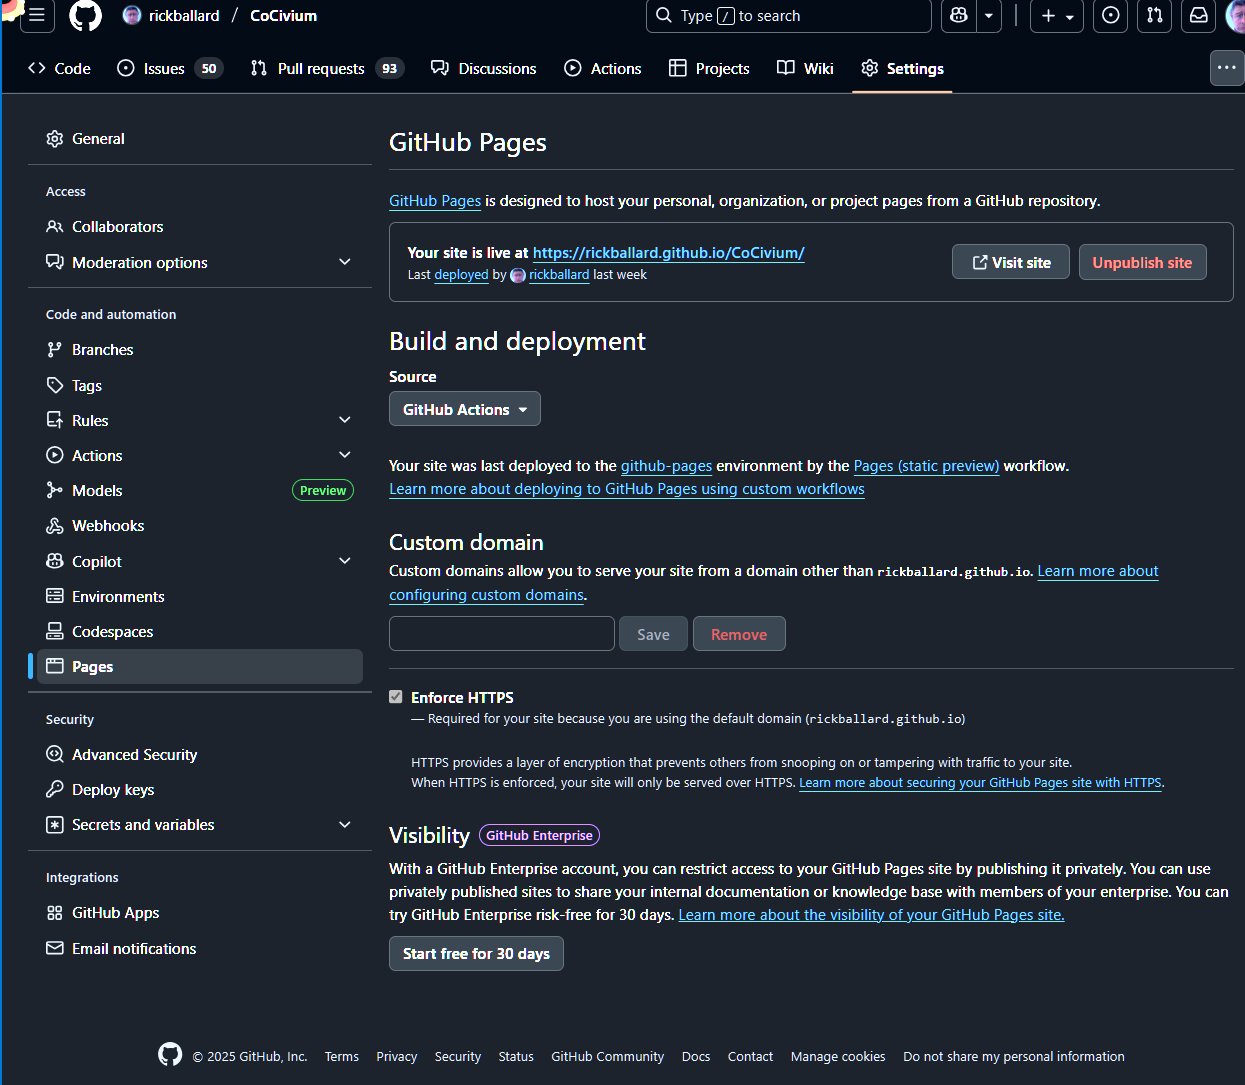 rickballard / CoCivium
Type / to search
Code
Issues 50
Pull requests 93
Discussions
Actions
Projects
Wiki
Settings
General
Access
Collaborators
Moderation options
Code and automation
Branches
Tags
Rules
Actions
Models Preview
Webhooks
Copilot
Environments
Codespaces
Pages
Security
Advanced Security
Deploy keys
Secrets and variables
Integrations
GitHub Apps
Email notifications
GitHub Pages
GitHub Pages is designed to host your personal, organization, or project pages from a GitHub repository.
Your site is live at https://rickballard.github.io/CoCivium/
Last deployed by rickballard last week
Visit site
Unpublish site
Build and deployment
Source
GitHub Actions
Your site was last deployed to the github-pages environment by the Pages (static preview) workflow.
Learn more about deploying to GitHub Pages using custom workflows
Custom domain
Custom domains allow you to serve your site from a domain other than rickballard.github.io. Learn more about
configuring custom domains.
Save
Remove
Enforce HTTPS
— Required for your site because you are using the default domain (rickballard.github.io)
HTTPS provides a layer of encryption that prevents others from snooping on or tampering with traffic to your site.
When HTTPS is enforced, your site will only be served over HTTPS. Learn more about securing your GitHub Pages site with HTTPS.
Visibility GitHub Enterprise
With a GitHub Enterprise account, you can restrict access to your GitHub Pages site by publishing it privately. You can use
privately published sites to share your internal documentation or knowledge base with members of your enterprise. You can
try GitHub Enterprise risk-free for 30 days. Learn more about the visibility of your GitHub Pages site.
Start free for 30 days
© 2025 GitHub, Inc. Terms Privacy Security Status GitHub Community Docs Contact Manage cookies Do not share my personal information